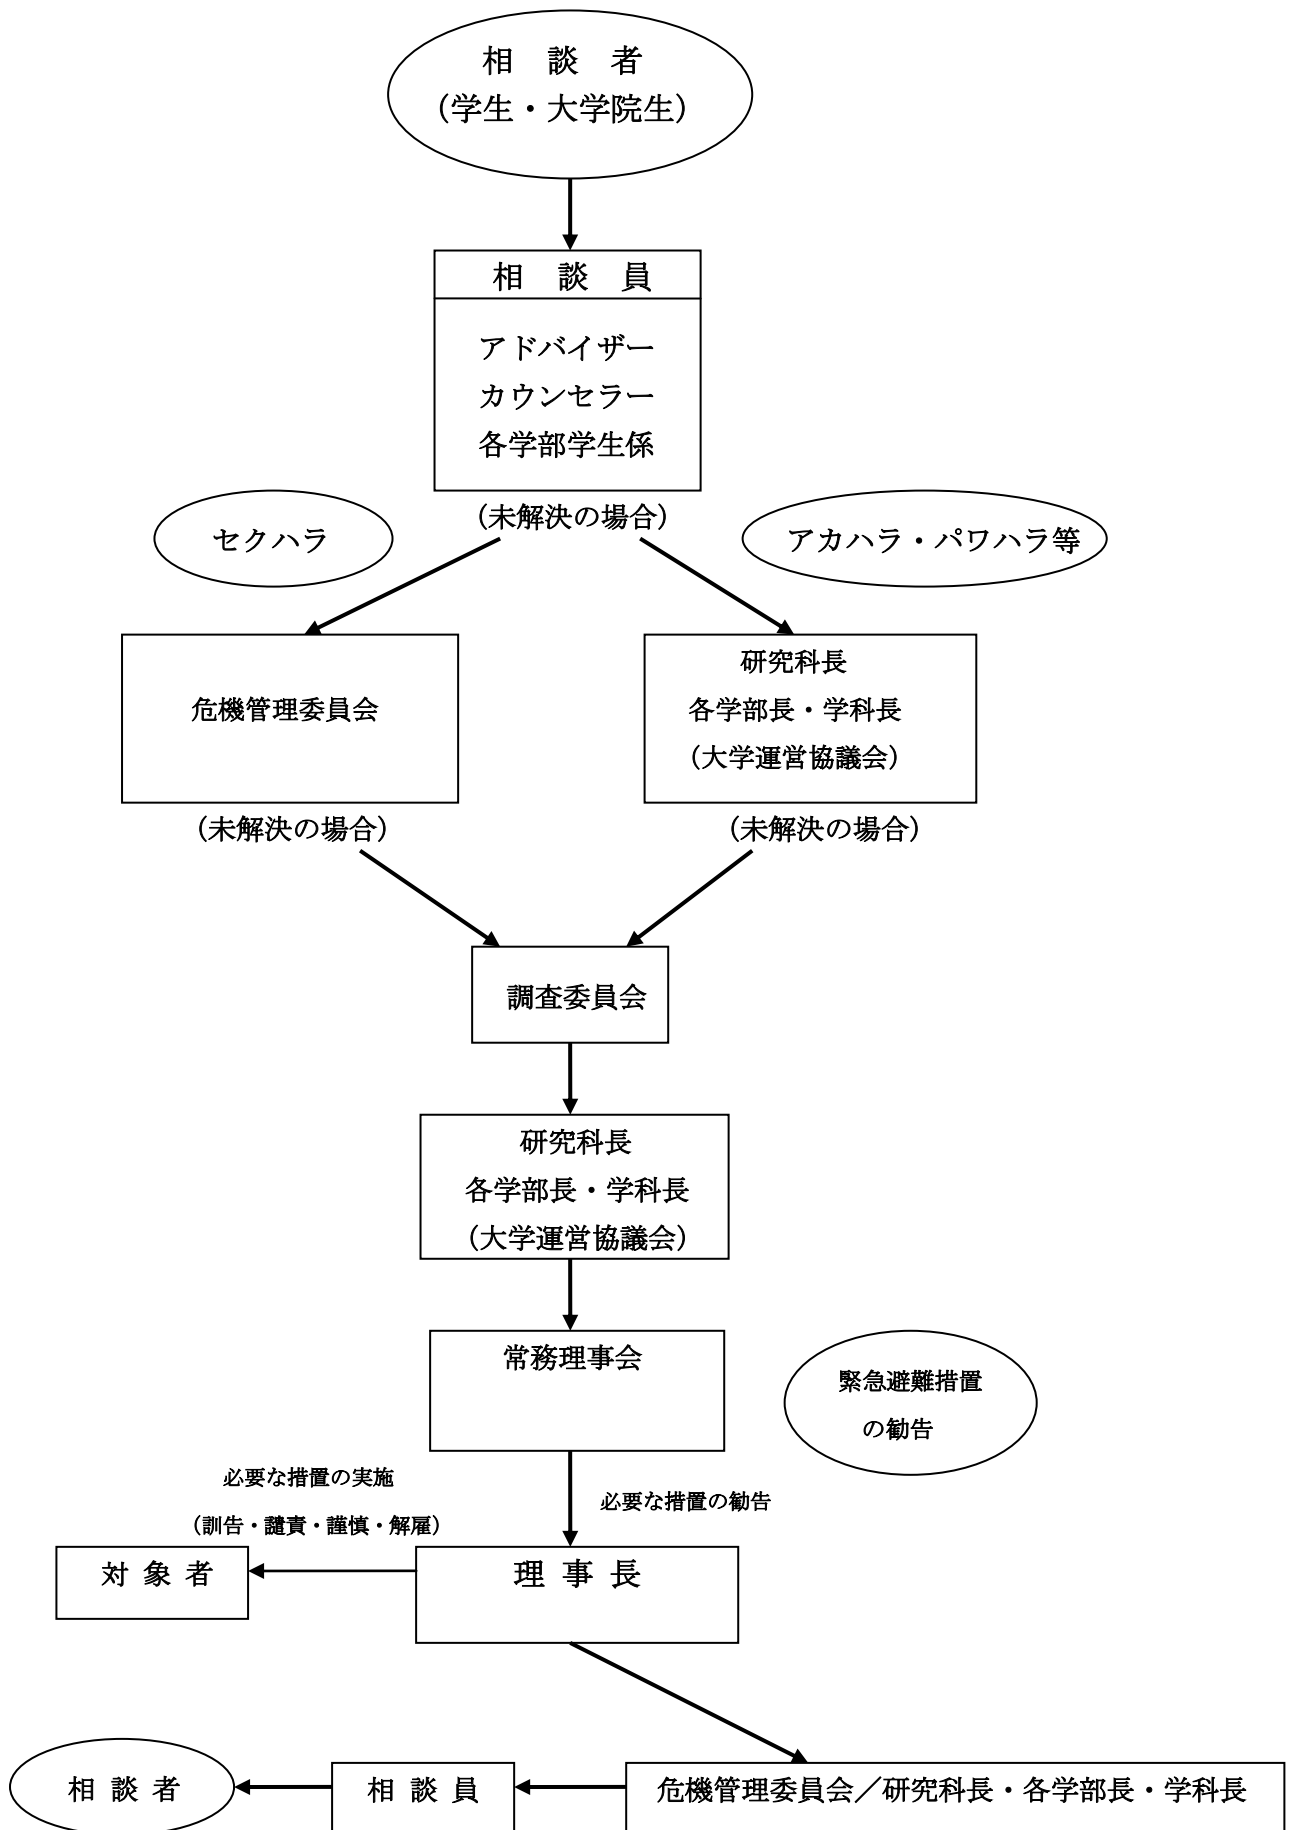 相 談 者
（学生・大学院生）
相 談 員
アドバイザー
カウンセラー
各学部学生係
（未解決の場合）
セクハラ
アカハラ・パワハラ等
危機管理委員会
研究科長
各学部長・学科長
（大学運営協議会）
（未解決の場合）
（未解決の場合）
調査委員会
研究科長
各学部長・学科長
（大学運営協議会）
常務理事会
緊急避難措置
の勧告
必要な措置の実施
（訓告・譴責・謹慎・解雇）
必要な措置の勧告
対 象 者
理 事 長
相 談 者
相 談 員
危機管理委員会／研究科長・各学部長・学科長